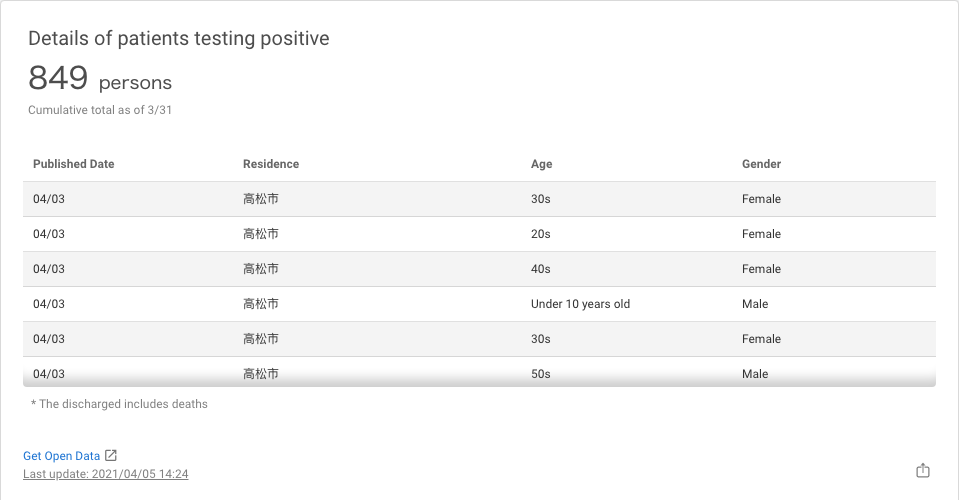 Details of patients testing positive
849 persons
Cumulative total as of 3/31
Published Date Residence Age Gender
04/03 高松市 30s Female
04/03 高松市 20s Female
04/03 高松市 40s Female
04/03 高松市 Under 10 years old Male
04/03 高松市 30s Female
04/03 高松市 50s Male
* The discharged includes deaths
Get Open Data
Last update: 2021/04/05 14:24